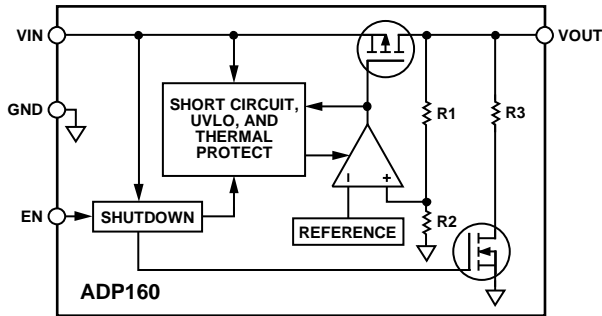 VIN
VOUT
GND
SHORT CIRCUIT,
UVLO, AND
THERMAL
PROTECT
R1
R3
EN
SHUTDOWN
REFERENCE
R2
ADP160